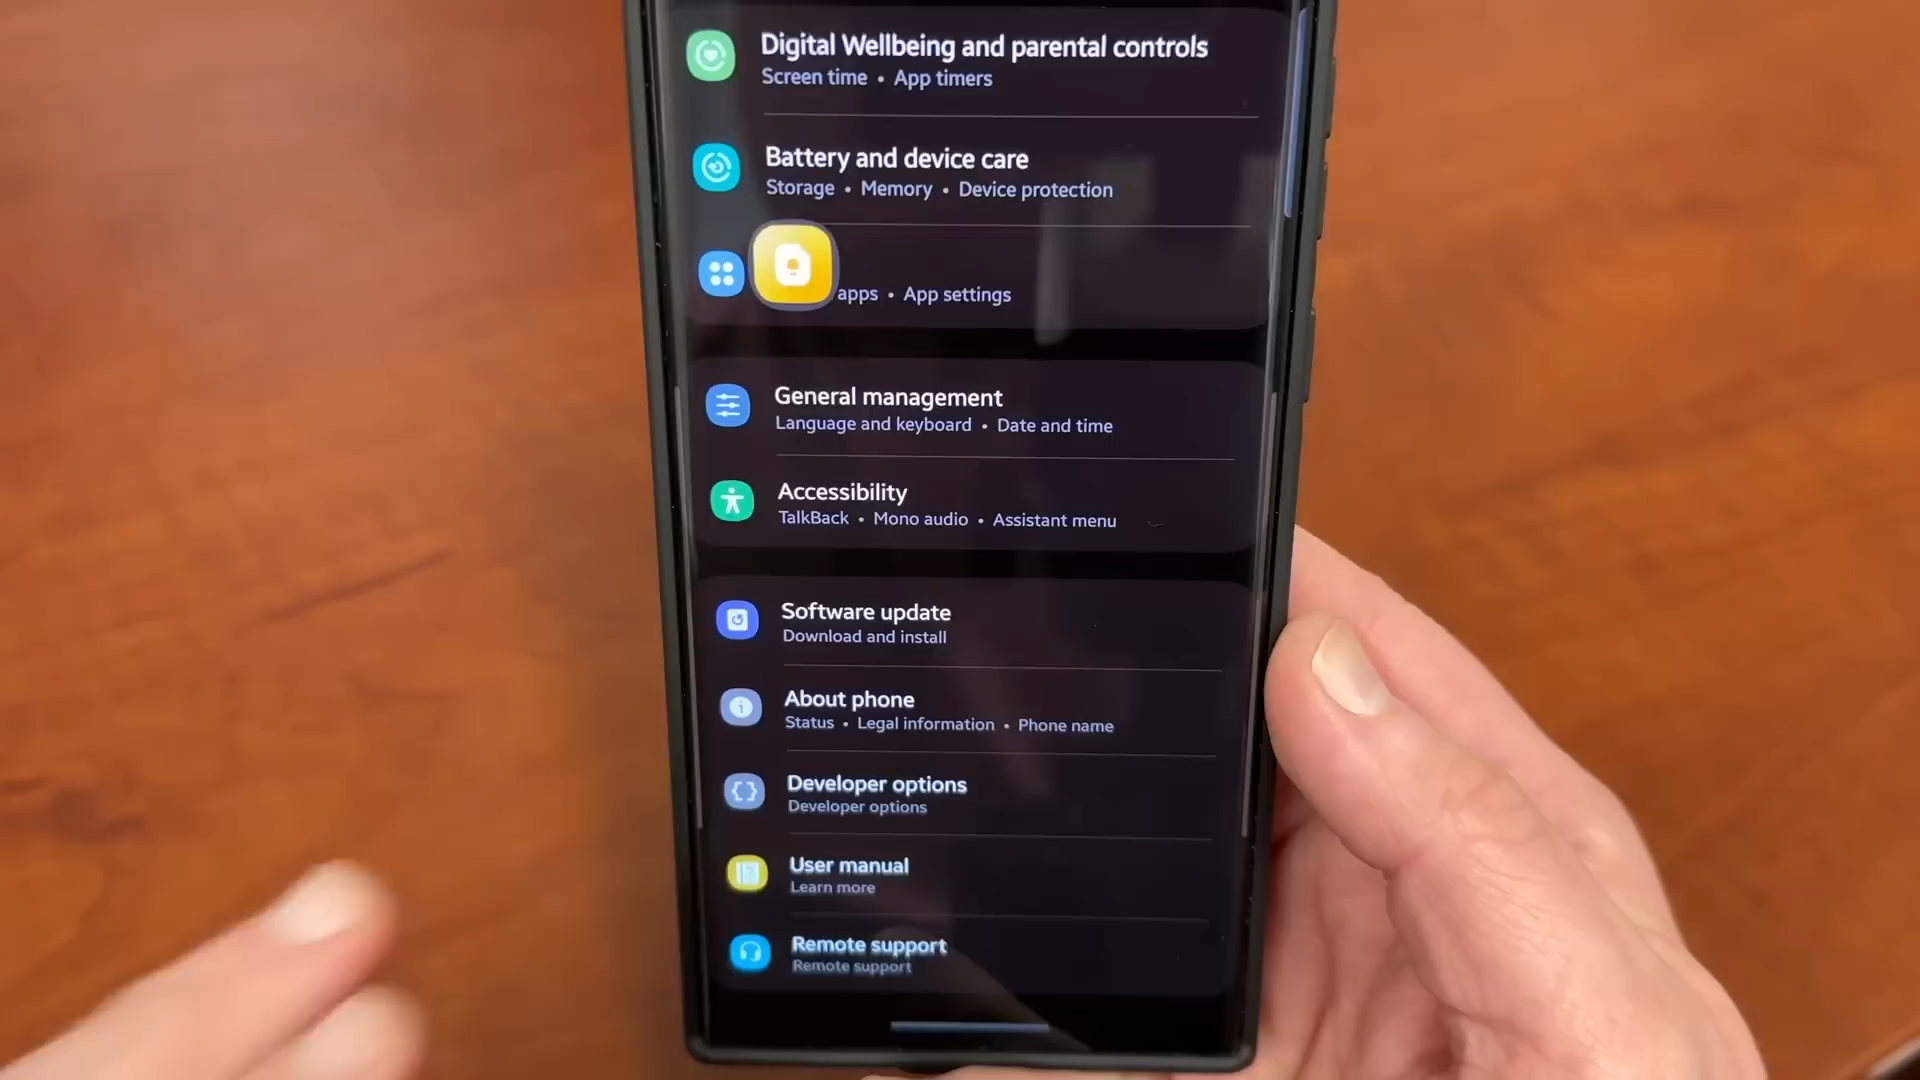 Digital Wellbeing and parental controls
Screen time • App timers
Battery and device care
Storage • Memory • Device protection
apps • App settings
General management
Language and keyboard • Date and time
Accessibility
TalkBack • Mono audio • Assistant menu
Software update
Download and install
About phone
Status • Legal information • Phone name
Developer options
Developer options
User manual
Learn more
Remote support
Remote support